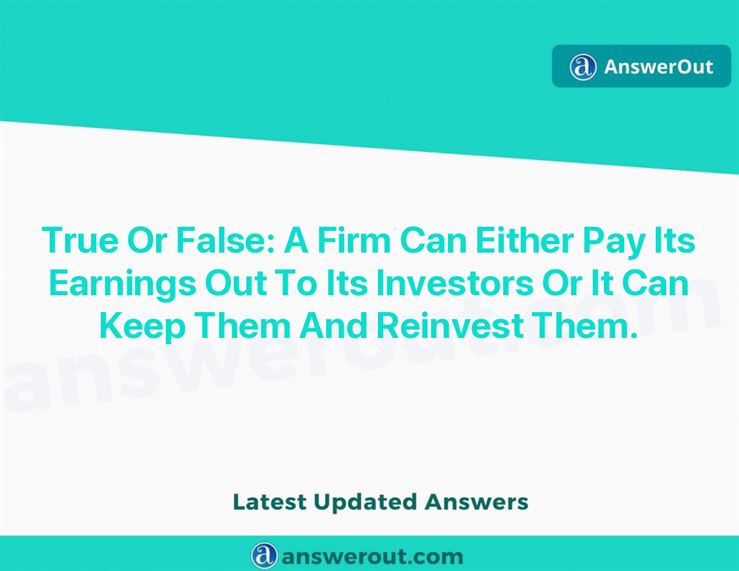 AnswerOut
True Or False: A Firm Can Either Pay Its
Earnings Out To Its Investors Or It Can
Keep Them And Reinvest Them.
answerout.com
Latest Updated Answers
answerout.com